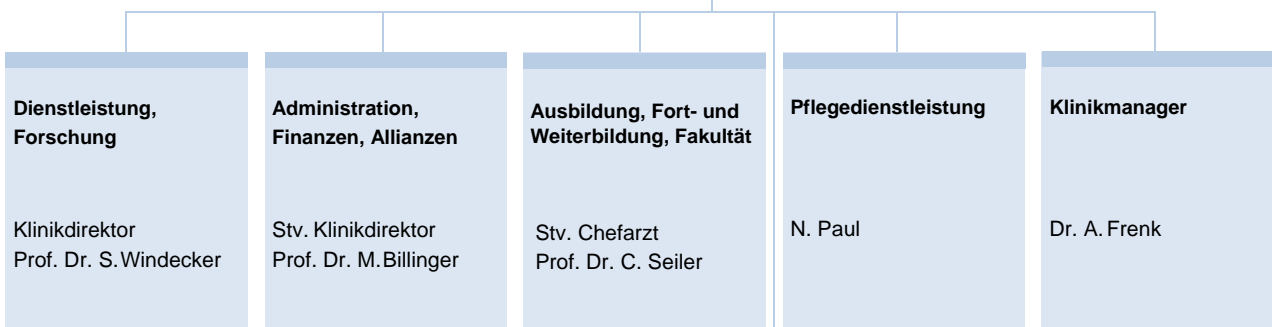 Dienstleistung,
Forschung
Klinikdirektor
Prof. Dr. S. Windecker
Administration,
Finanzen, Allianzen
Stv. Klinikdirektor
Prof. Dr. M. Billinger
Ausbildung, Fort- und
Weiterbildung, Fakultät
Stv. Chefarzt
Prof. Dr. C. Seiler
Pflegedienstleistung
N. Paul
Klinikmanager
Dr. A. Frenk